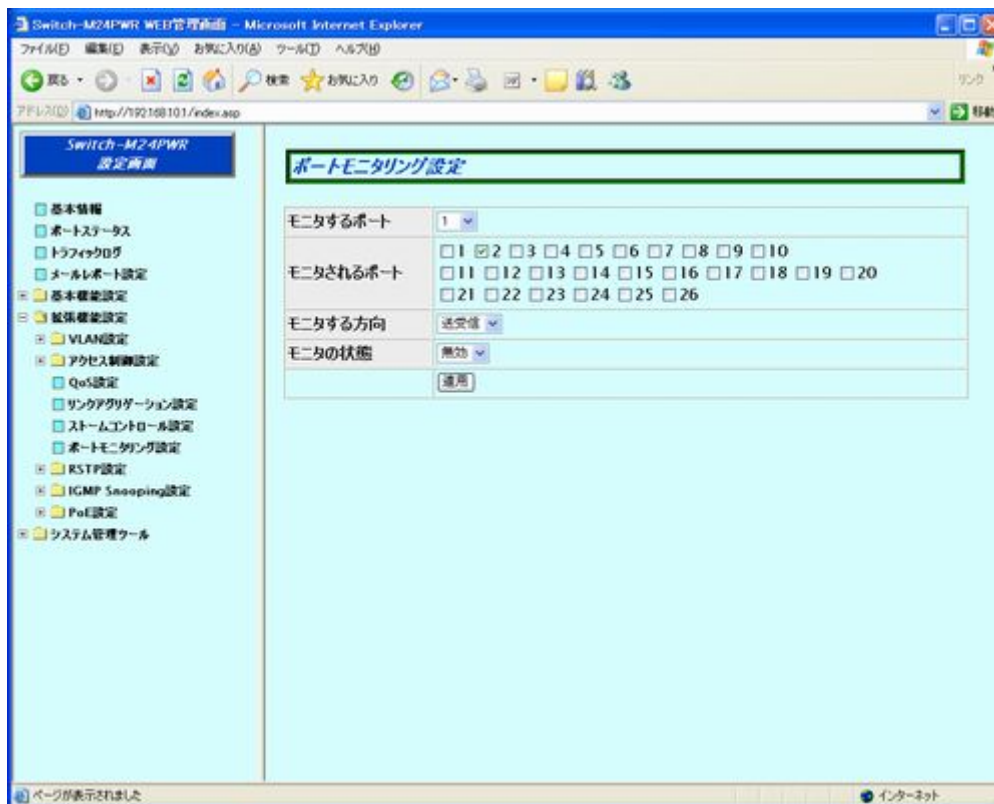 Switch-M24PWR WEB管理画面 - Microsoft Internet Explorer
ファイル(F) 編集(E) 表示(V) お気に入り(A) ツール(T) ヘルプ(H)
戻る 検索 お気に入り リンク
アドレス(D) http://192.168.10.1/index.asp 移動
Switch-M24PWR
設定画面
基本情報
ポートステータス
トラフィックログ
メールレポート設定
基本機能設定
拡張機能設定
VLAN設定
アクセス制御設定
QoS設定
リンクアグリゲーション設定
ストームコントロール設定
ポートモニタリング設定
RSTP設定
IGMP Snooping設定
PoE設定
システム管理ツール
ポートモニタリング設定
モニタするポート 1
モニタされるポート
1 2 3 4 5 6 7 8 9 10
11 12 13 14 15 16 17 18 19 20
21 22 23 24 25 26
モニタする方向 送受信
モニタの状態 無効
適用
ページが表示されました インターネット